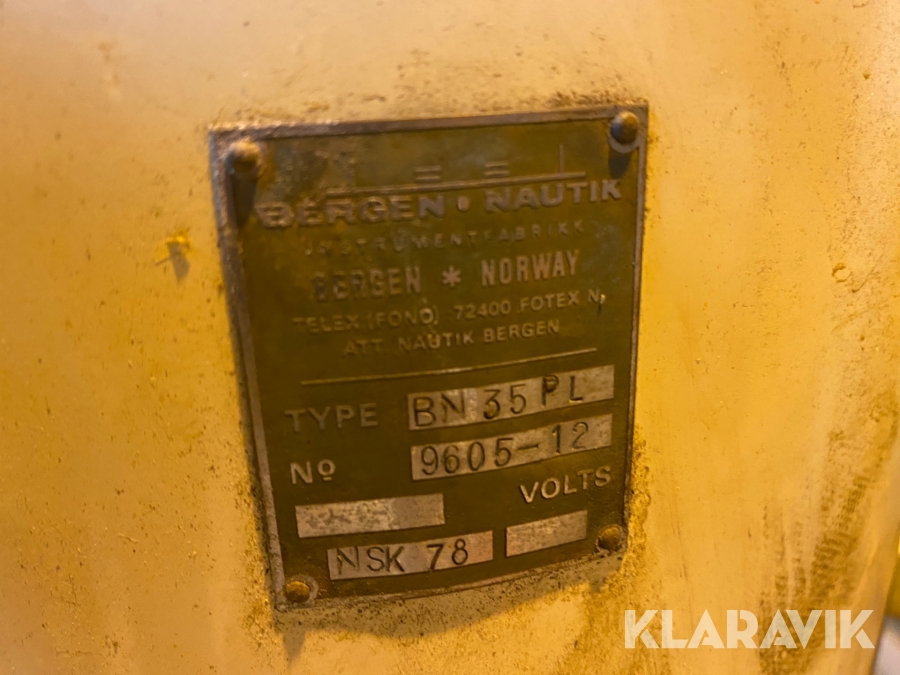 BERGEN • NAUTIK
INSTRUMENTFABRIKK
BERGEN * NORWAY
TELEX (FONO) 72400 FOTEX N,
ATT. NAUTIK BERGEN
TYPE BN 35 PL
Nº 9605-12
VOLTS
NSK 78
KLARAVIK